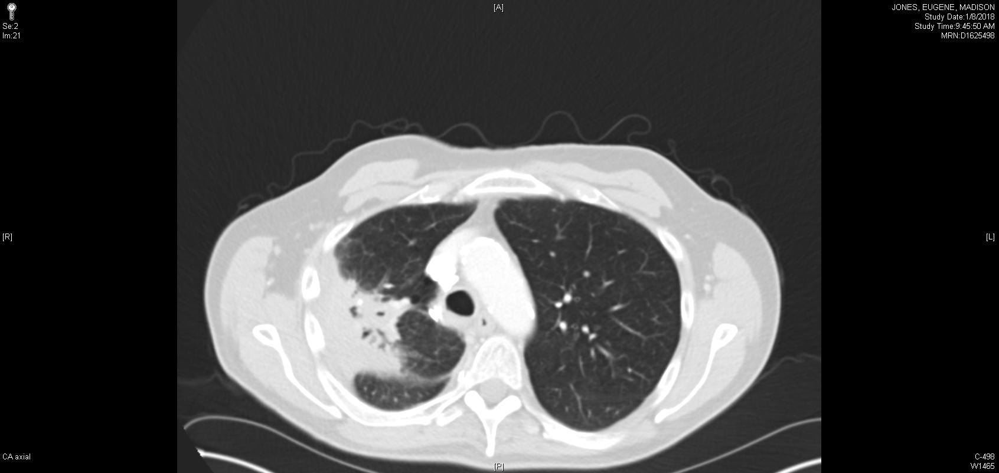 [A]
JONES, EUGENE, MADISON
Study Date:1/8/2018
Study Time:9:45:50 AM
MRN:D1625498
Se:2
Im:21
[R]
[L]
CA axial
[P]
C-498
W1465